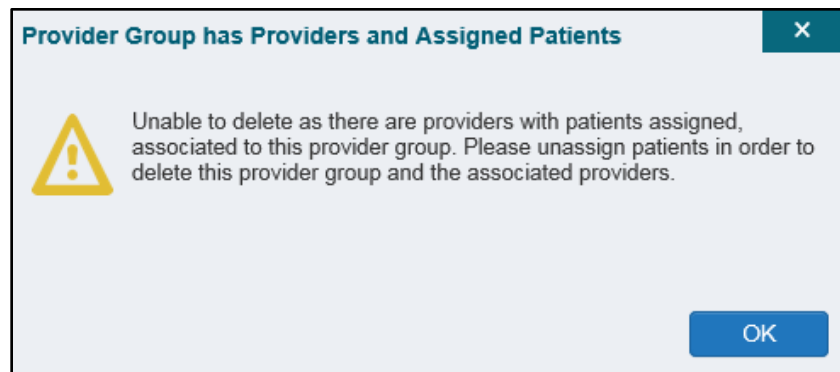 Provider Group has Providers and Assigned Patients
Unable to delete as there are providers with patients assigned,
associated to this provider group. Please unassign patients in order to
delete this provider group and the associated providers.
OK